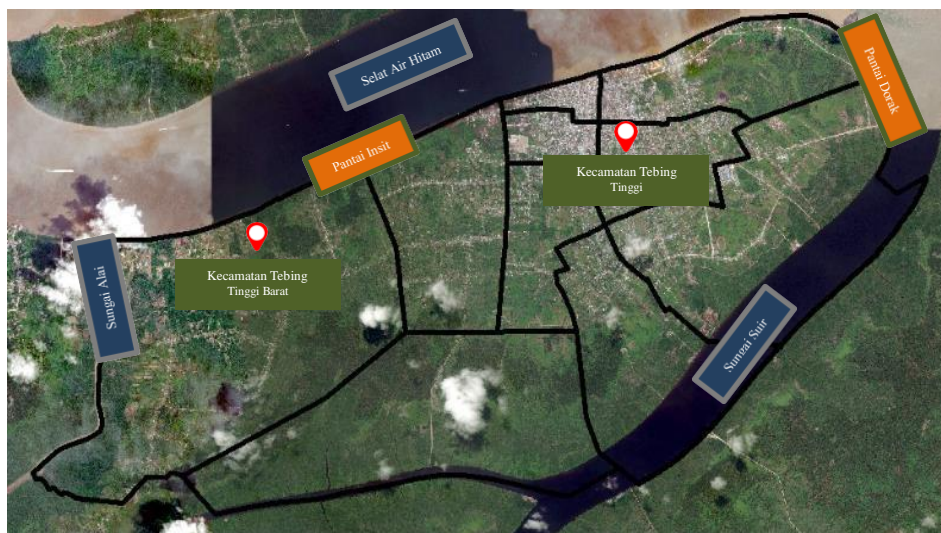 Selat Air Hitam
Pantai Dorak
Pantai Insit
Kecamatan Tebing
Tinggi
Kecamatan Tebing
Tinggi Barat
Sungai Alai
Sungai Suir